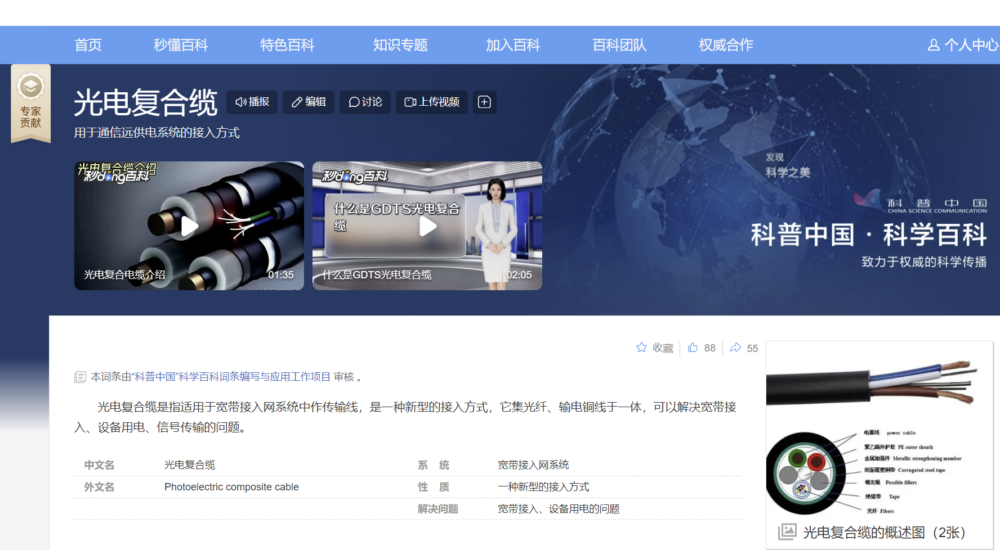 首页 秒懂百科 特色百科 知识专题 加入百科 百科团队 权威合作 个人中心
专家
贡献
光电复合缆 播报 编辑 讨论 上传视频
用于通信远供电系统的接入方式
光电复合缆介绍
秒dong百科
光电复合电缆介绍 01:35
秒dong百科
什么是GDTS光电复合
缆
什么是GDTS光电复合缆 02:05
发现
科学之美
科普中国
CHINA SCIENCE COMMUNICATION
科普中国·科学百科
致力于权威的科学传播
收藏 88 55
本词条由“科普中国”科学百科词条编写与应用工作项目 审核 。
光电复合缆是指适用于宽带接入网系统中作传输线，是一种新型的接入方式，它集光纤、输电铜线于一体，可以解决宽带接
入、设备用电、信号传输的问题。
中文名 光电复合缆 系 统 宽带接入网系统
外文名 Photoelectric composite cable 性 质 一种新型的接入方式
解决问题 宽带接入、设备用电的问题
电源线 power cable
聚乙烯外护套 PE outer sheath
金属加强件 Metallic strengthening member
双面覆塑钢带 Corrugated steel tape
填充绳 Possible fillers
绝缘带 Tape
光纤 Fibers
光电复合缆的概述图（2张）